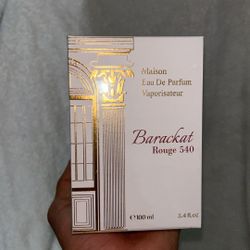 Maison
Eau De Parfum
Vaporisateur
Barackat
Rouge 540
e 100 ml
3.4 fl.oz